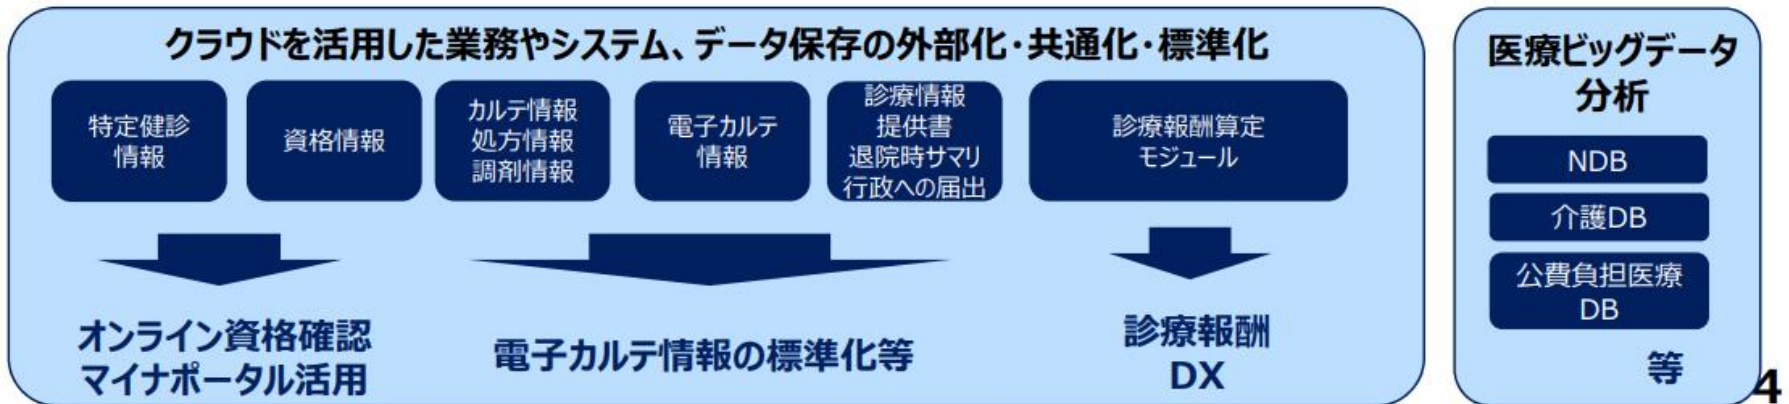 クラウドを活用した業務やシステム、データ保存の外部化・共通化・標準化
特定健診
情報
資格情報
カルテ情報
処方情報
調剤情報
電子カルテ
情報
診療情報
提供書
退院時サマリ
行政への届出
診療報酬算定
モジュール
オンライン資格確認
マイナポータル活用
電子カルテ情報の標準化等
診療報酬
DX
医療ビッグデータ
分析
NDB
介護DB
公費負担医療
DB
等
4